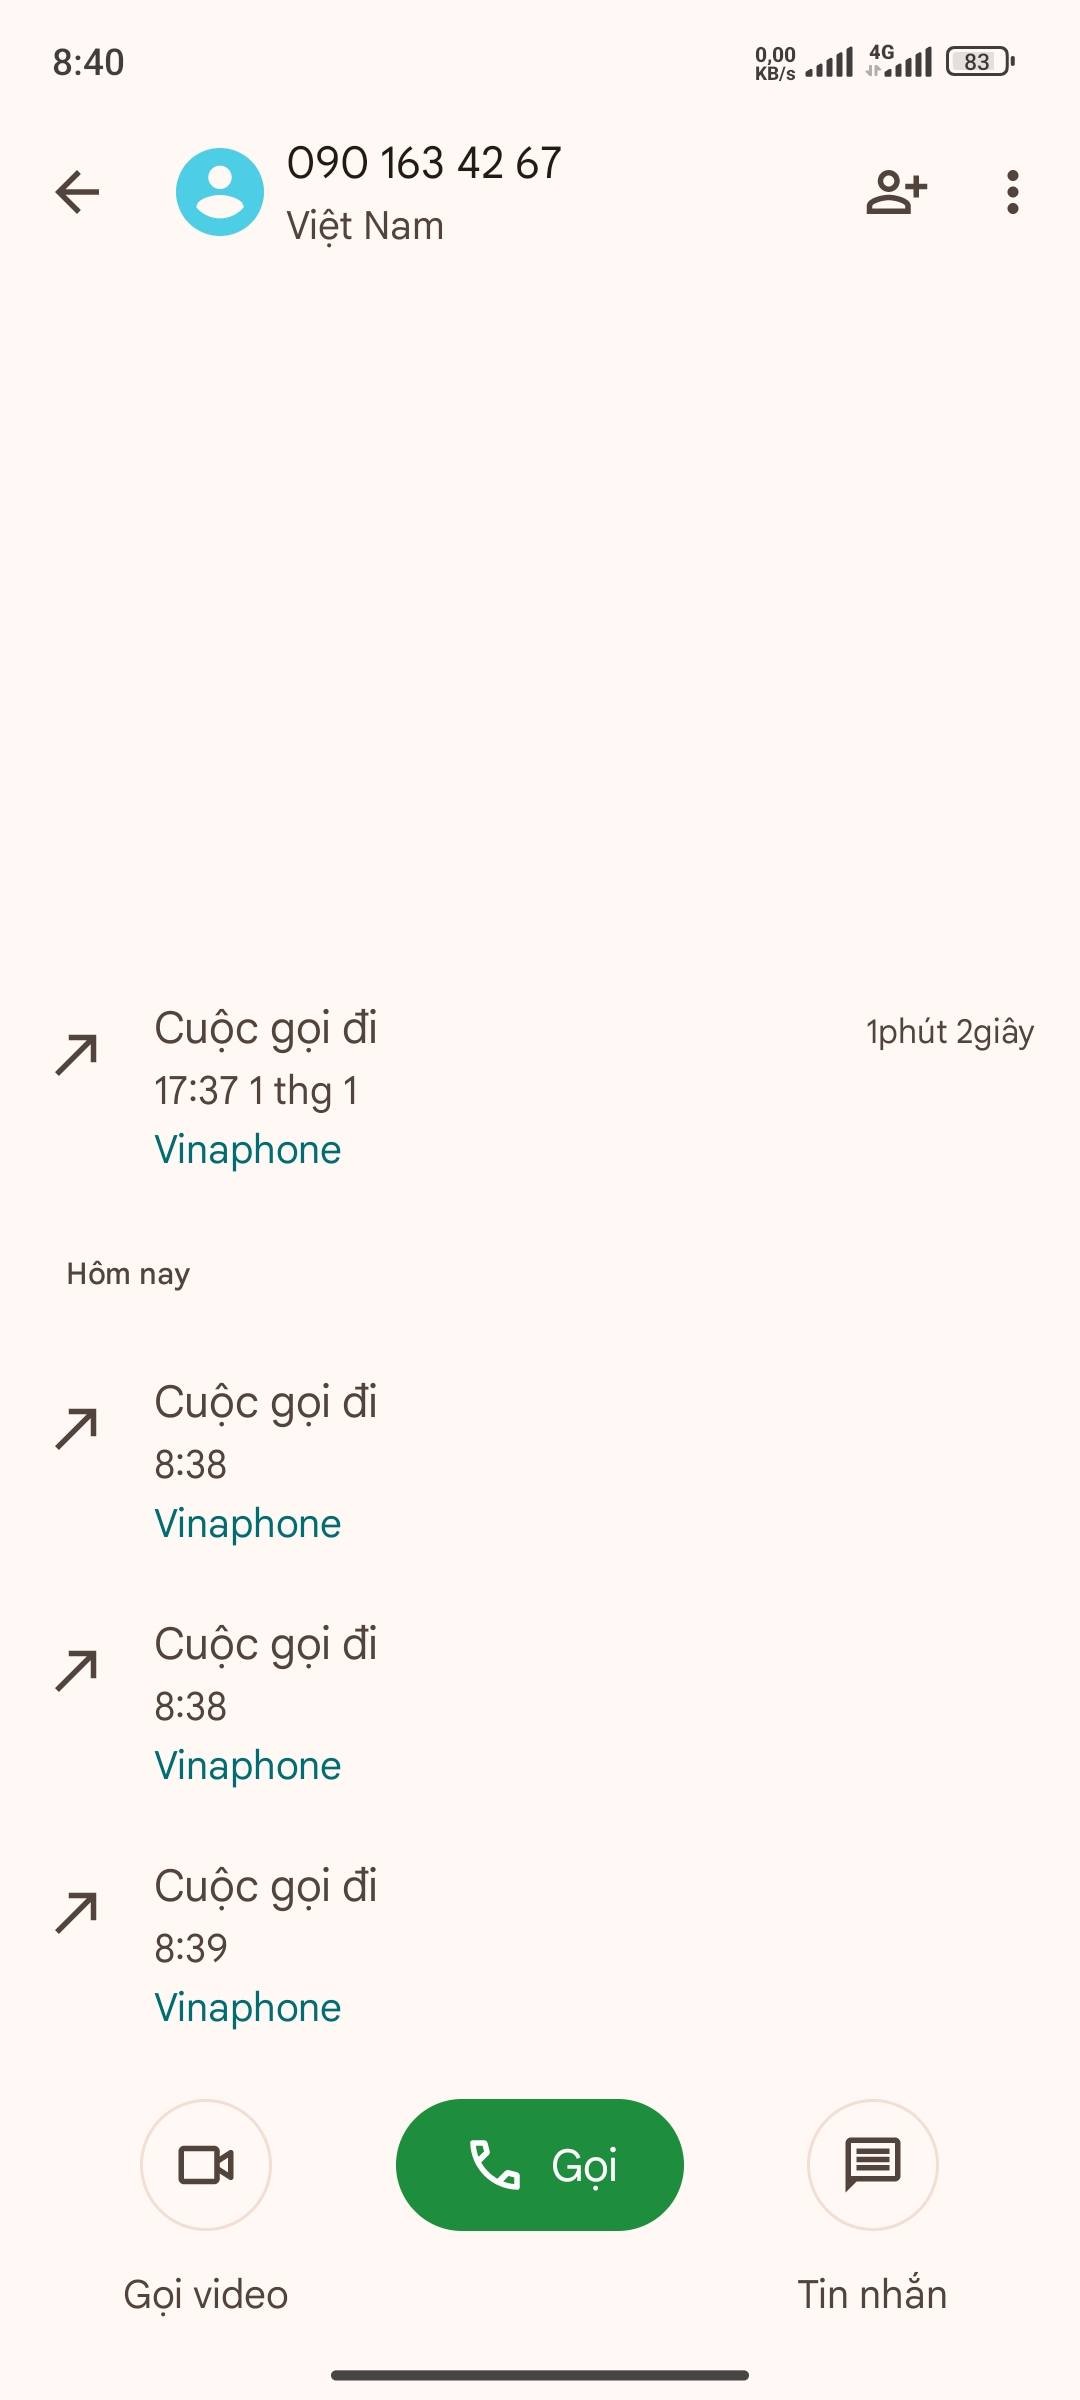 8:40
0,00
KB/s
4G
83
090 163 42 67
Việt Nam
Cuộc gọi đi
1phút 2giây
17:37 1 thg 1
Vinaphone
Hôm nay
Cuộc gọi đi
8:38
Vinaphone
Cuộc gọi đi
8:38
Vinaphone
Cuộc gọi đi
8:39
Vinaphone
Gọi
Gọi video
Tin nhắn